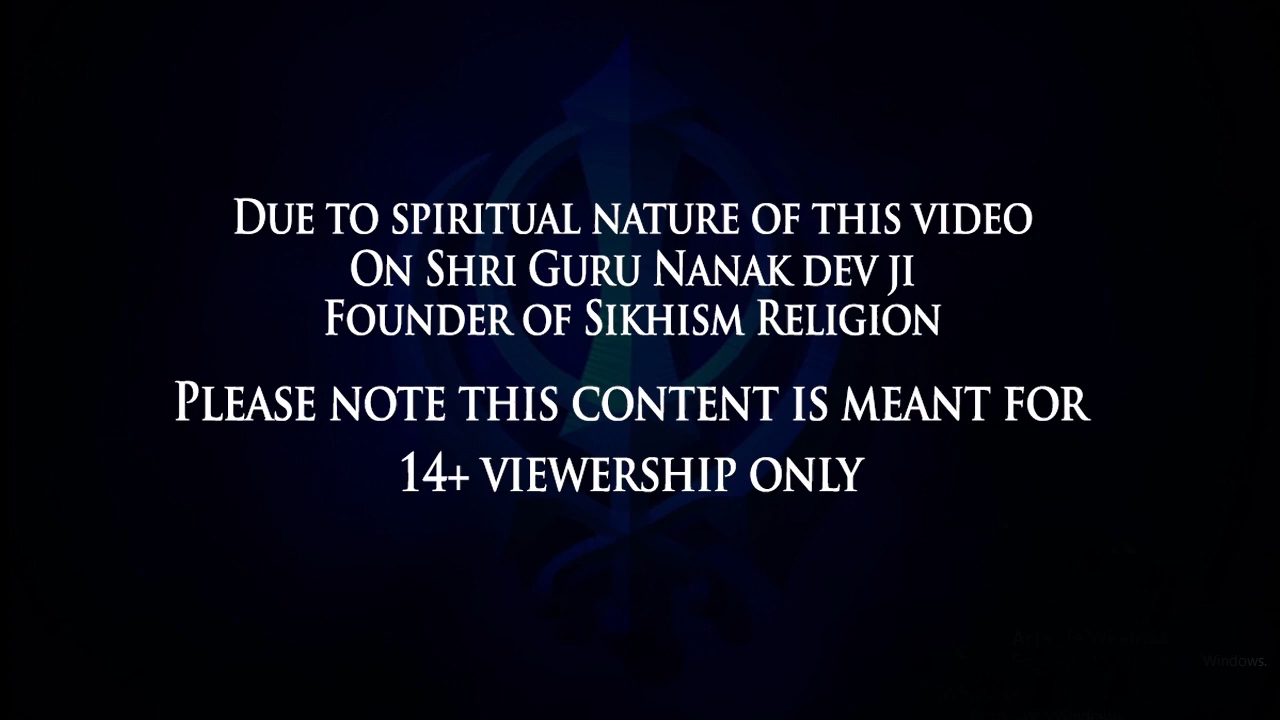 Due to spiritual nature of this video
On Shri Guru Nanak dev ji
Founder of Sikhism Religion
Please note this content is meant for
14+ viewership only
Windows.